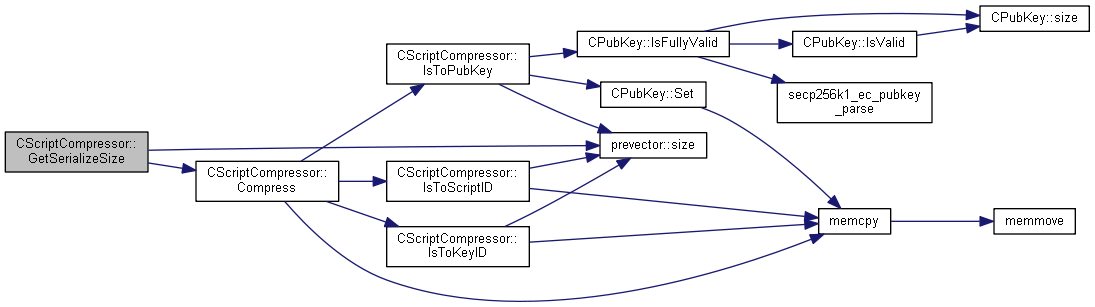 CScriptCompressor::
GetSerializeSize
CScriptCompressor::
Compress
CScriptCompressor::
IsToPubKey
CScriptCompressor::
IsToScriptID
CScriptCompressor::
IsToKeyID
CPubKey::IsFullyValid
CPubKey::Set
prevector::size
CPubKey::IsValid
secp256k1_ec_pubkey
_parse
memcpy
CPubKey::size
memmove